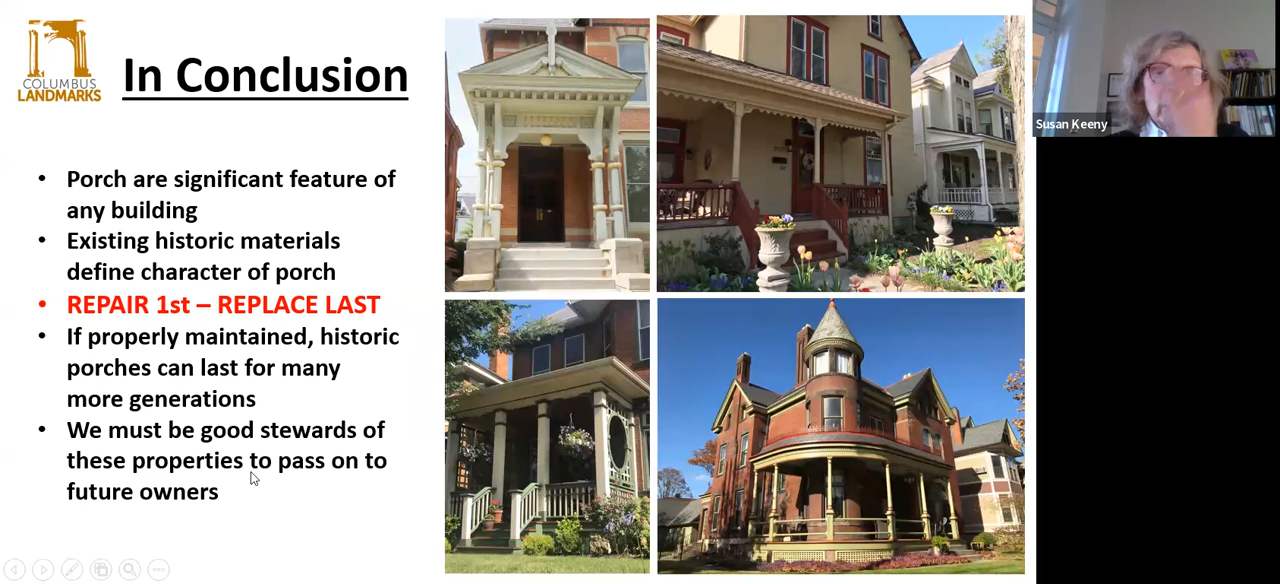 COLUMBUS
LANDMARKS
In Conclusion
• Porch are significant feature of
any building
• Existing historic materials
define character of porch
• REPAIR 1st – REPLACE LAST
• If properly maintained, historic
porches can last for many
more generations
• We must be good stewards of
these properties to pass on to
future owners
Susan Keeny